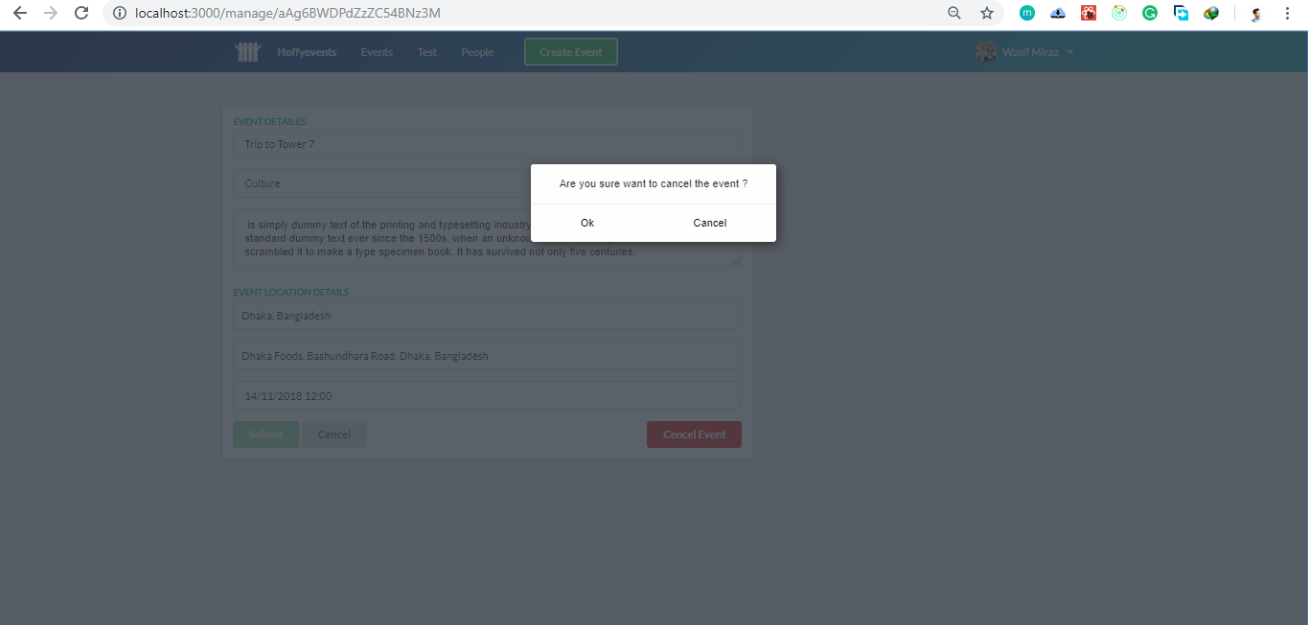 localhost:3000/manage/aAg6BWDPdZzZC54BNz3M
Hoffyevents Events Test People Create Event Wasif Miraz
EVENT DETAILES
Trip to Tower 7
Are you sure want to cancel the event ?
Culture
Ok Cancel
is simply dummy text of the printing and typesetting industry
standard dummy text ever since the 1500s, when an unknow
scrambled it to make a type specimen book. It has survived not only five centuries.
EVENT LOCATION DETAILS
Dhaka, Bangladesh
Dhaka Foods, Bashundhara Road, Dhaka, Bangladesh
14/11/2018 12:00
Submit Cancel Cencel Event